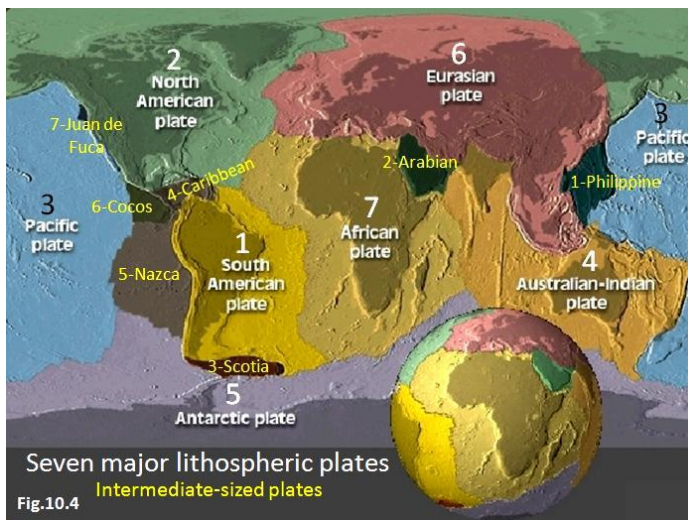 2
North
American
plate
6
Eurasian
plate
7-Juan de
Fuca
3
Pacific
plate
2-Arabian
4-Caribbean
1-Philippine
6-Cocos
3
Pacific
plate
7
African
plate
1
South
American
plate
5-Nazca
4
Australian-Indian
plate
3-Scotia
5
Antarctic plate
Seven major lithospheric plates
Intermediate-sized plates
Fig.10.4